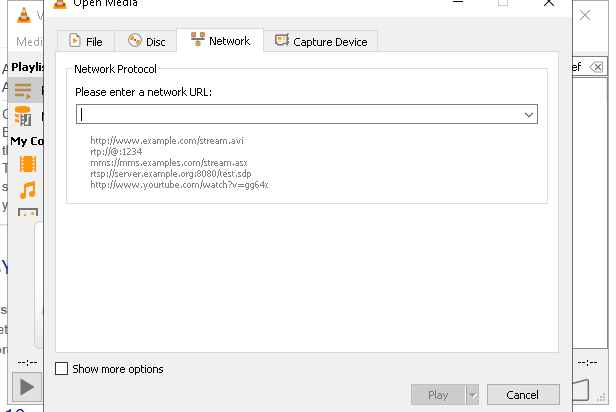 Open Media
Medi
File
Disc
Network
Capture Device
Playlis
Network Protocol
Please enter a network URL:
My Co
http://www.example.com/stream.avi
rtp://@:1234
mms://mms.examples.com/stream.asx
rtsp://server.example.org:8080/test.sdp
http://www.yourtube.com/watch?v=gg64x
--:--
Show more options
--:--
Play
Cancel